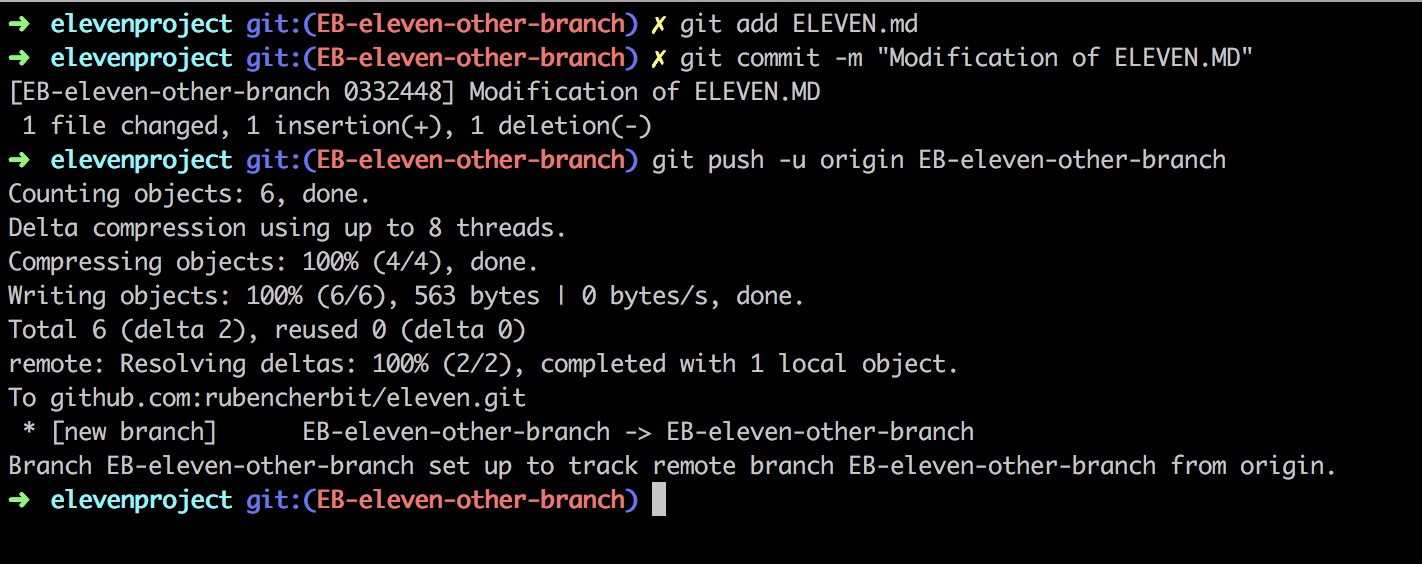 ➜ elevenproject git:(EB-eleven-other-branch) ✗ git add ELEVEN.md
➜ elevenproject git:(EB-eleven-other-branch) ✗ git commit -m "Modification of ELEVEN.MD"
[EB-eleven-other-branch 0332448] Modification of ELEVEN.MD
 1 file changed, 1 insertion(+), 1 deletion(-)
➜ elevenproject git:(EB-eleven-other-branch) git push -u origin EB-eleven-other-branch
Counting objects: 6, done.
Delta compression using up to 8 threads.
Compressing objects: 100% (4/4), done.
Writing objects: 100% (6/6), 563 bytes | 0 bytes/s, done.
Total 6 (delta 2), reused 0 (delta 0)
remote: Resolving deltas: 100% (2/2), completed with 1 local object.
To github.com:rubencherbit/eleven.git
 * [new branch]      EB-eleven-other-branch -> EB-eleven-other-branch
Branch EB-eleven-other-branch set up to track remote branch EB-eleven-other-branch from origin.
➜ elevenproject git:(EB-eleven-other-branch)